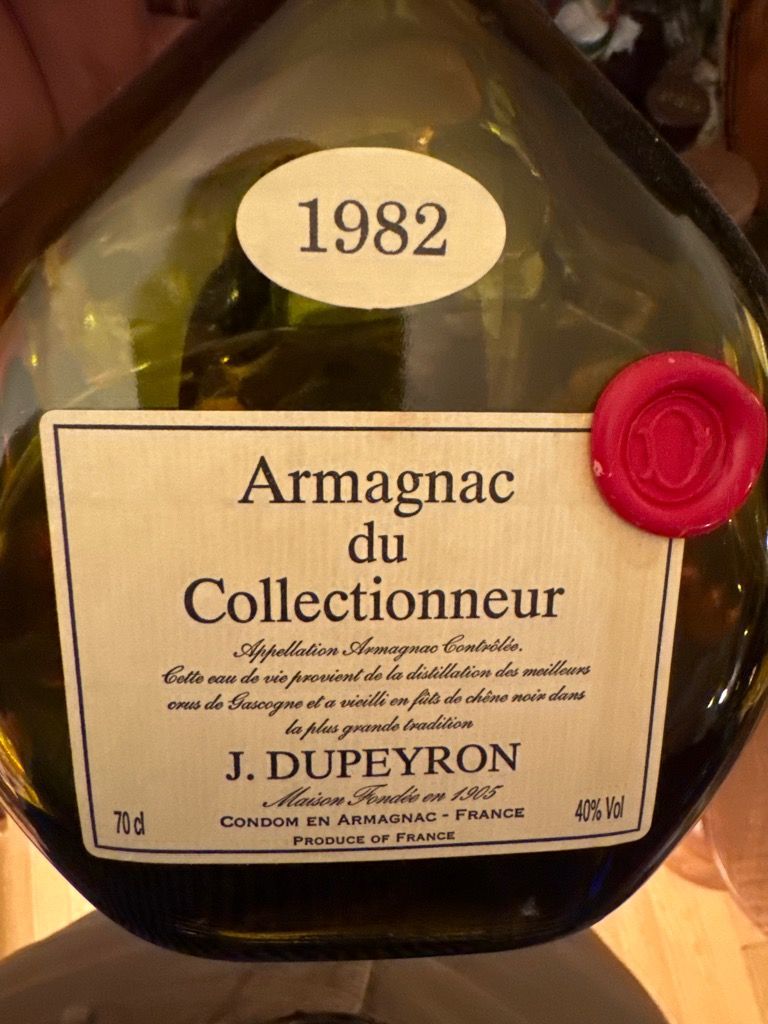 1982
Armagnac
du
Collectionneur
Appellation Armagnac Contrôlée.
Cette eau de vie provient de la distillation des meilleurs
crus de Gascogne et a vieilli en fûts de chêne noir dans
la plus grande tradition
J. DUPEYRON
Maison Fondée en 1905
CONDOM EN ARMAGNAC - FRANCE
PRODUCE OF FRANCE
70 cl
40% Vol